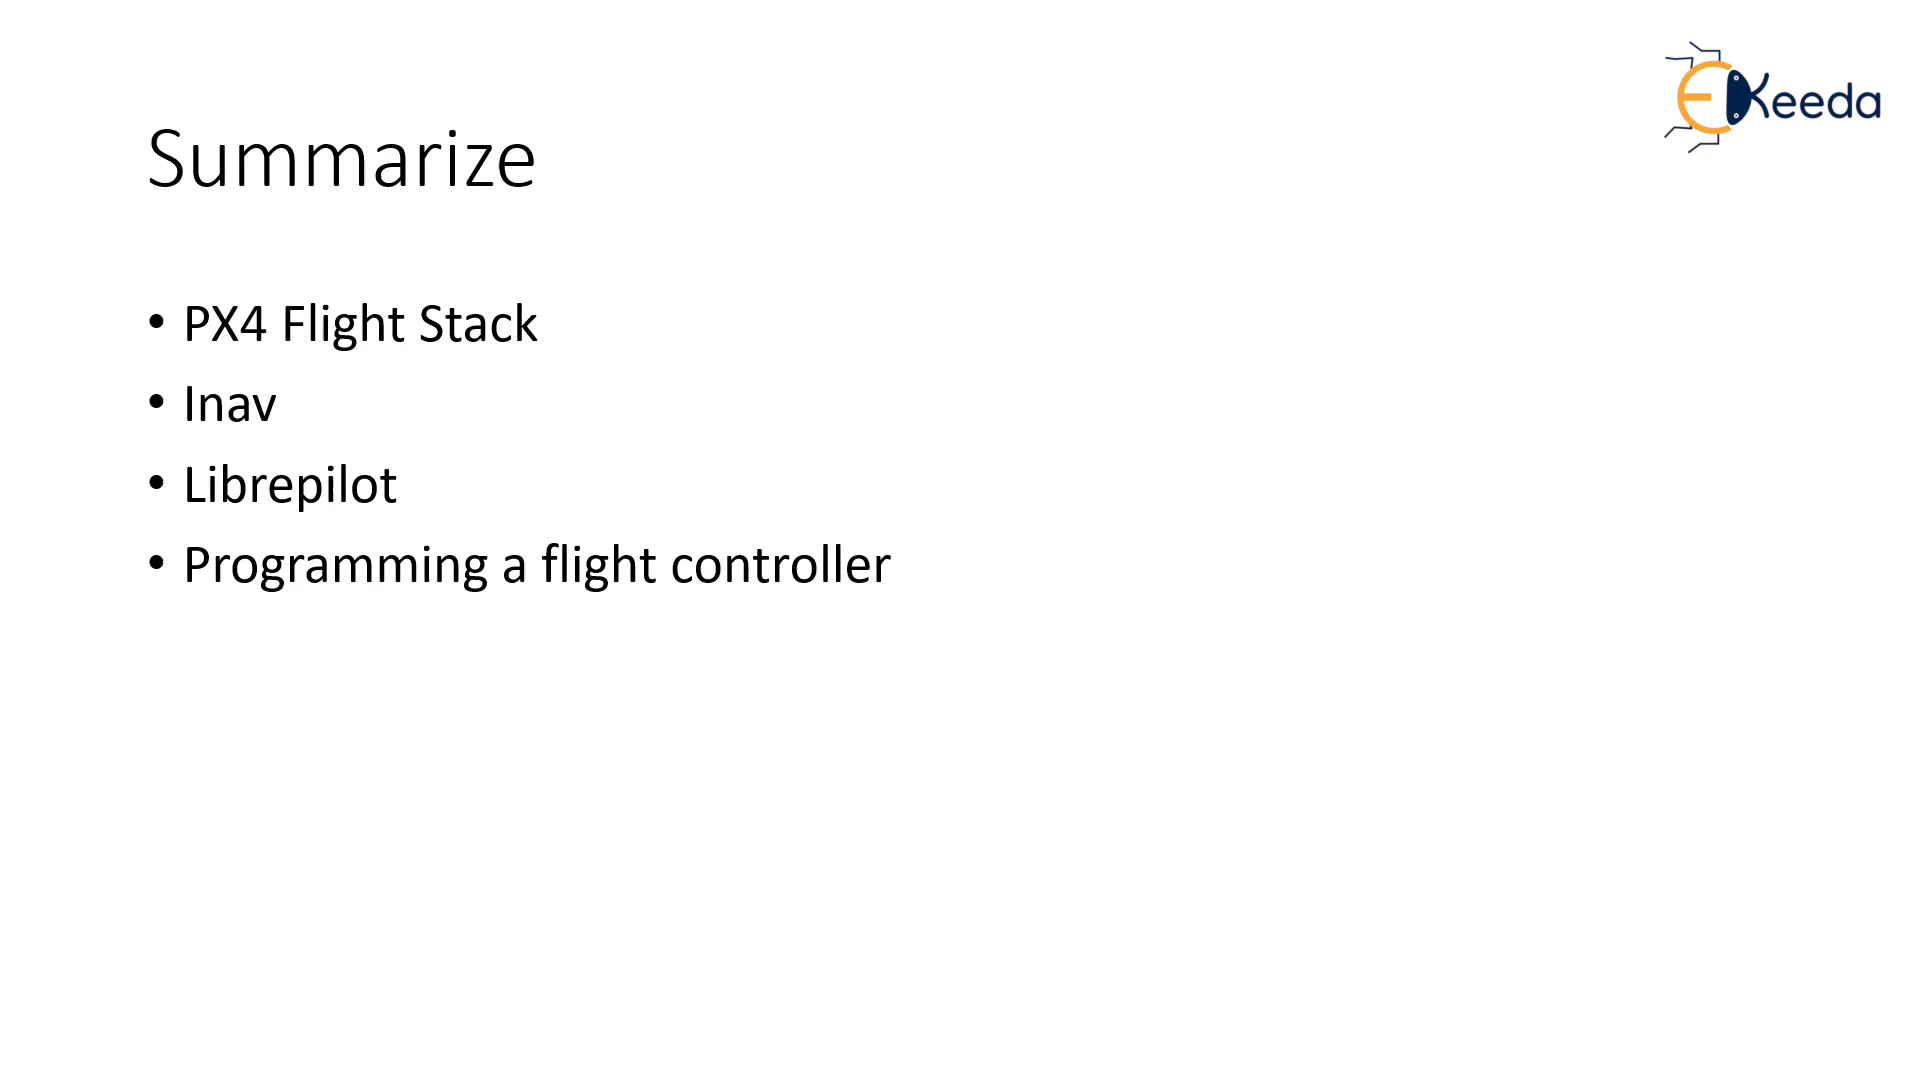 EKeeda
Summarize
• PX4 Flight Stack
• Inav
• Librepilot
• Programming a flight controller